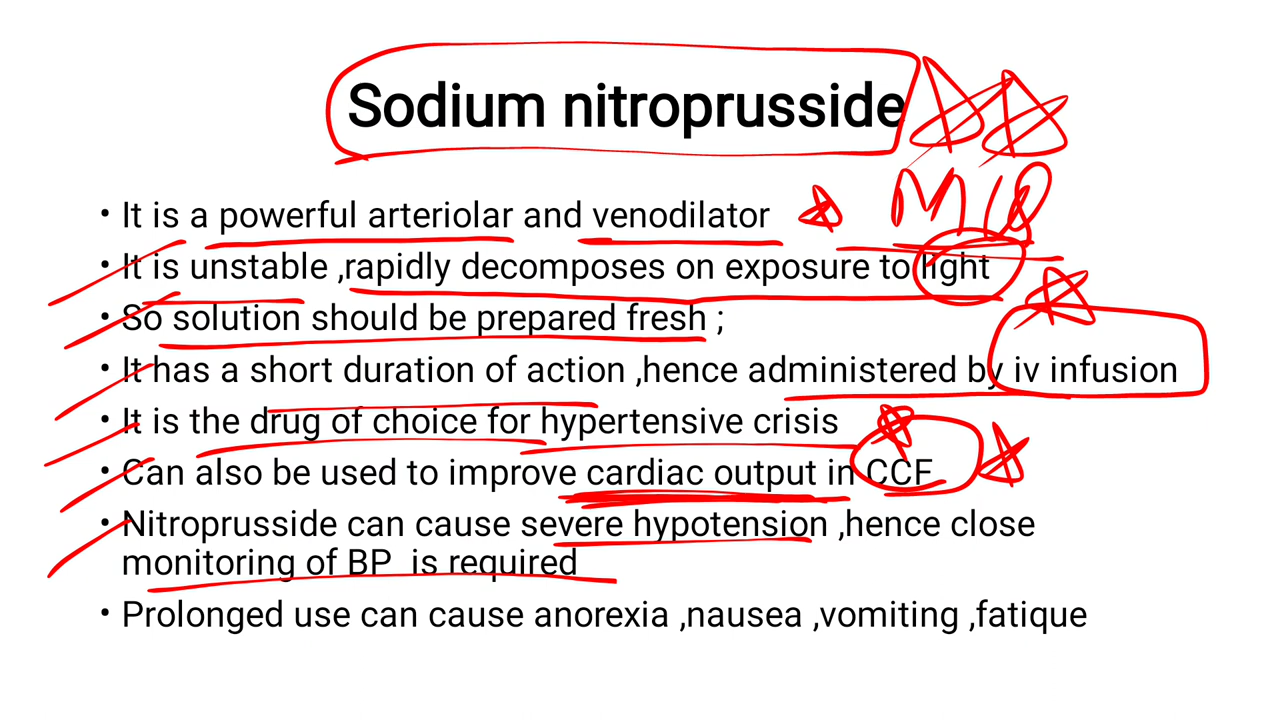 Sodium nitroprusside
• It is a powerful arteriolar and venodilator
• It is unstable ,rapidly decomposes on exposure to light
• So solution should be prepared fresh ;
• It has a short duration of action ,hence administered by iv infusion
• It is the drug of choice for hypertensive crisis
• Can also be used to improve cardiac output in CCF
• Nitroprusside can cause severe hypotension ,hence close
monitoring of BP is required
• Prolonged use can cause anorexia ,nausea ,vomiting ,fatique